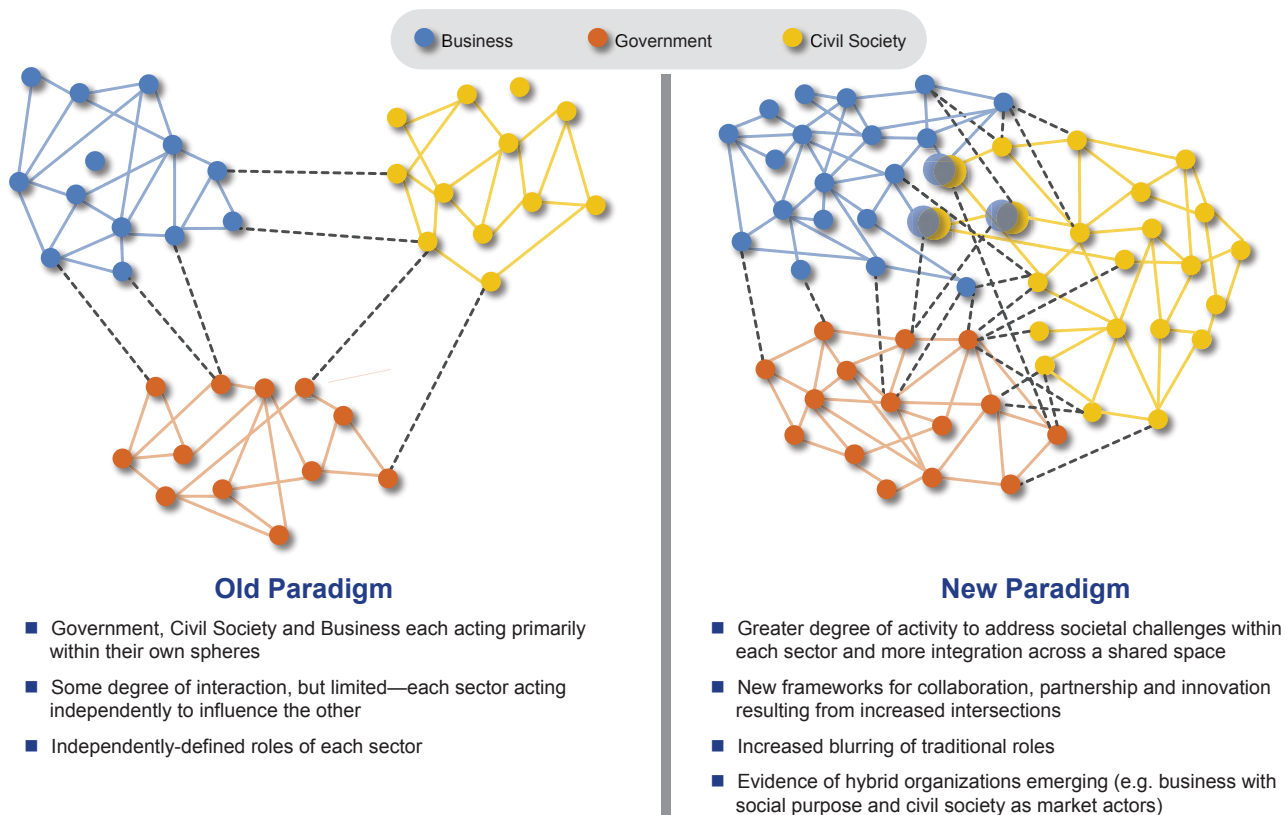 Business
Government
Civil Society
Old Paradigm
Government, Civil Society and Business each acting primarily
within their own spheres
Some degree of interaction, but limited—each sector acting
independently to influence the other
Independently-defined roles of each sector
New Paradigm
Greater degree of activity to address societal challenges within
each sector and more integration across a shared space
New frameworks for collaboration, partnership and innovation
resulting from increased intersections
Increased blurring of traditional roles
Evidence of hybrid organizations emerging (e.g. business with
social purpose and civil society as market actors)